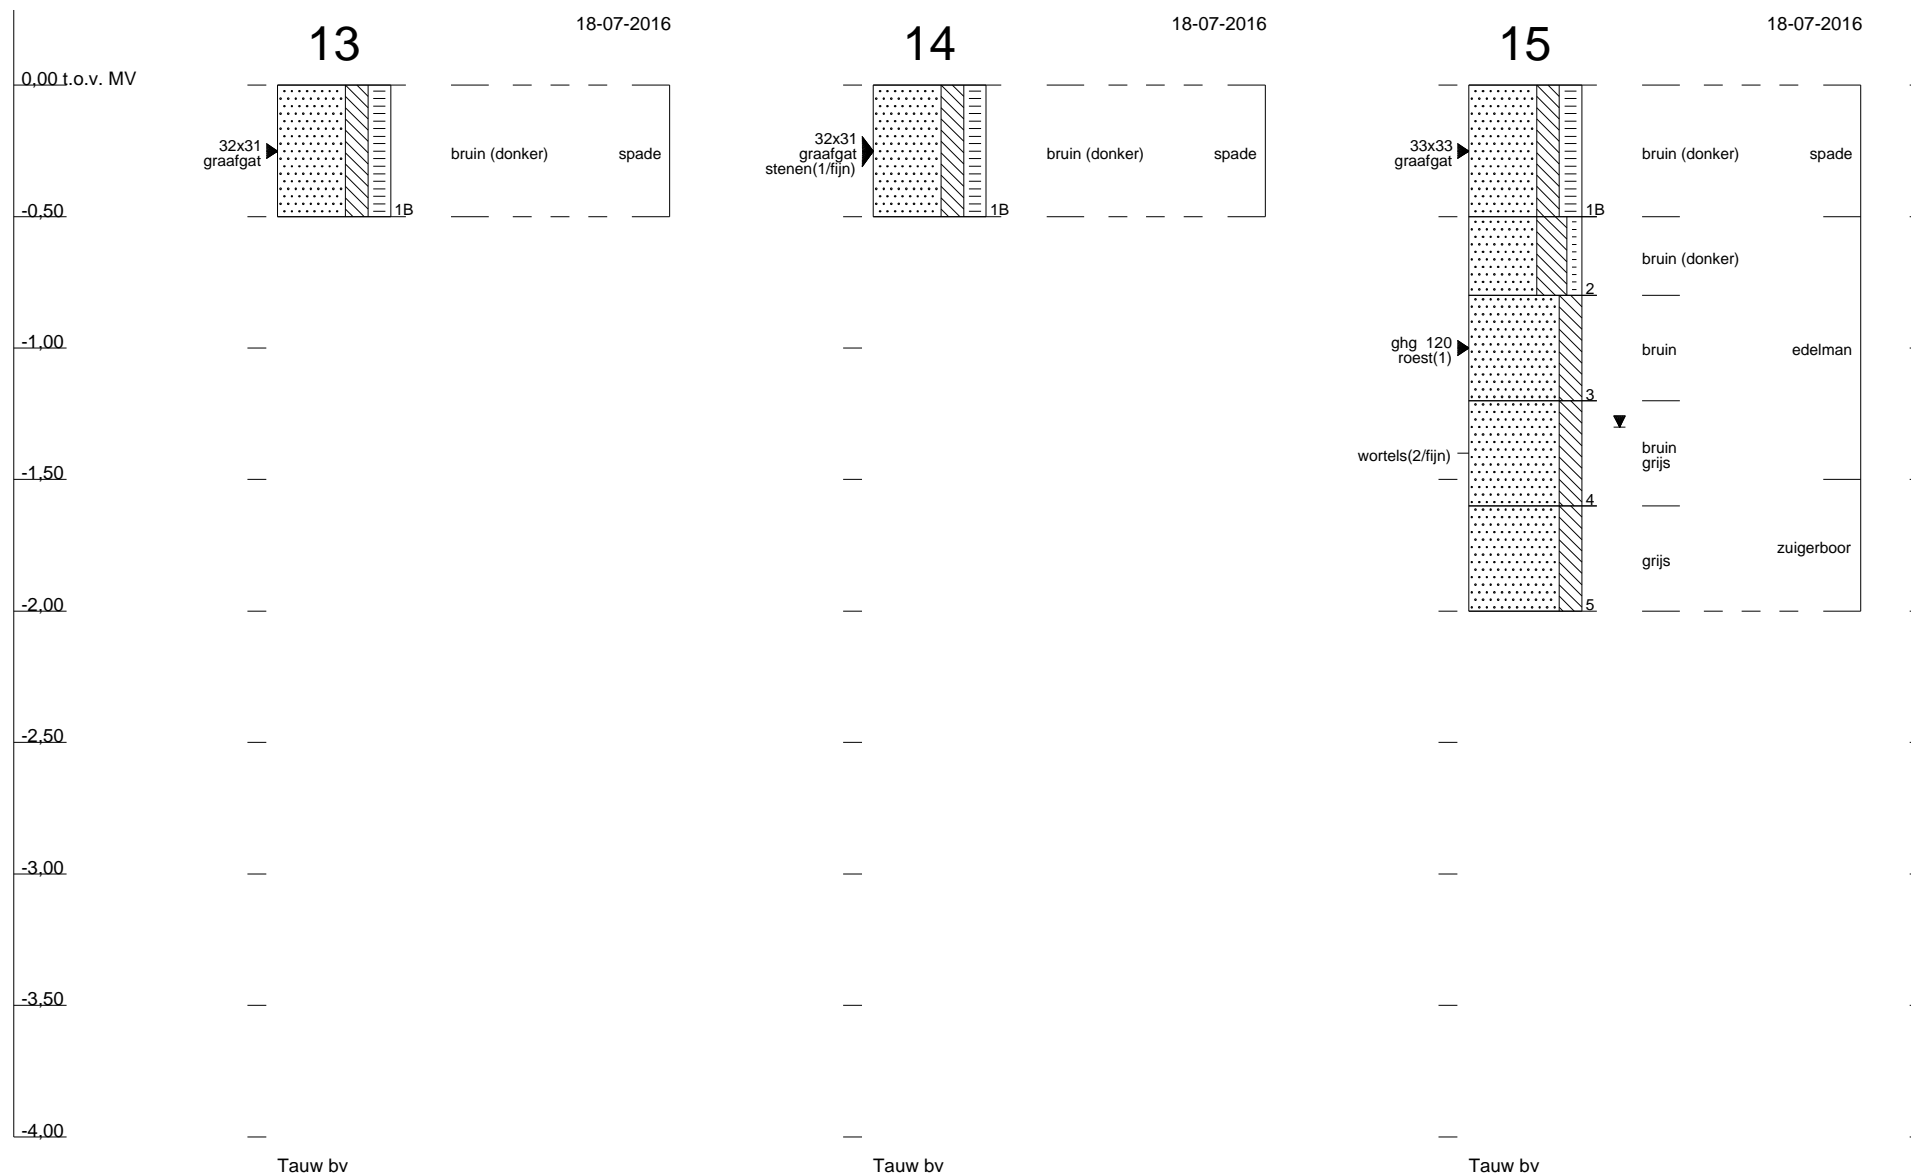 13
18-07-2016
14
18-07-2016
15
18-07-2016
0,00 t.o.v. MV
32x31
graafgat
bruin (donker)
spade
1B
32x31
graafgat
stenen(1/fijn)
bruin (donker)
spade
1B
33x33
graafgat
bruin (donker)
spade
1B
-0,50
bruin (donker)
2
-1,00
ghg 120
roest(1)
bruin
edelman
3
wortels(2/fijn)
bruin
grijs
-1,50
4
zuigerboor
grijs
-2,00
5
-2,50
-3,00
-3,50
-4,00
Tauw bv
Tauw bv
Tauw bv